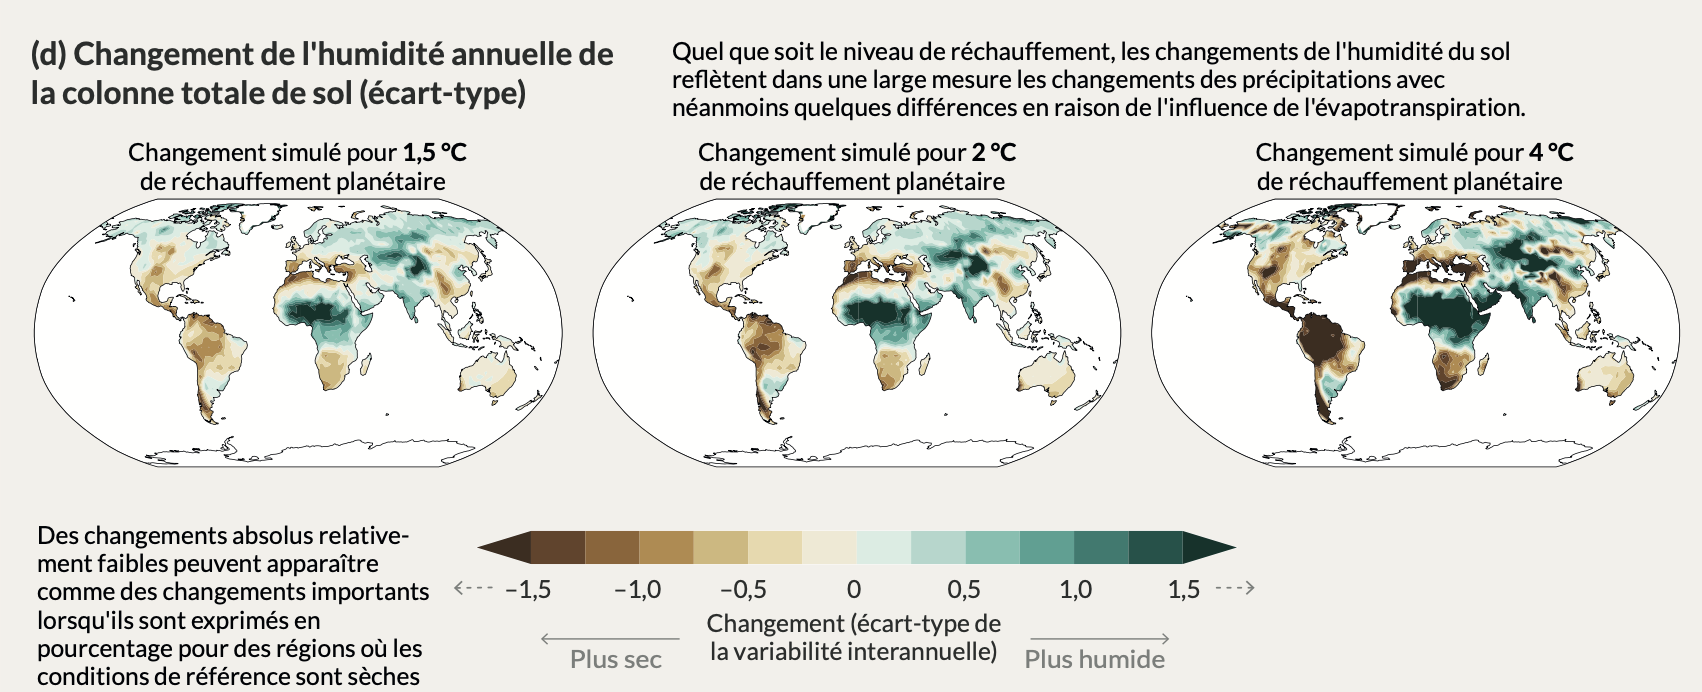 (d) Changement de l'humidité annuelle de
la colonne totale de sol (écart-type)
Quel que soit le niveau de réchauffement, les changements de l'humidité du sol
reflètent dans une large mesure les changements des précipitations avec
néanmoins quelques différences en raison de l'influence de l'évapotranspiration.
Changement simulé pour 1,5 °C
de réchauffement planétaire
Changement simulé pour 2 °C
de réchauffement planétaire
Changement simulé pour 4 °C
de réchauffement planétaire
Des changements absolus relative-
ment faibles peuvent apparaître
comme des changements importants
lorsqu'ils sont exprimés en
pourcentage pour des régions où les
conditions de référence sont sèches
–1,5 –1,0 –0,5 0 0,5 1,0 1,5
Changement (écart-type de
la variabilité interannuelle)
Plus sec
Plus humide